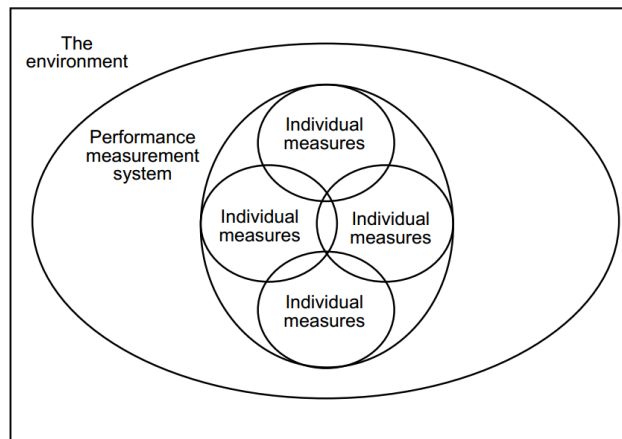 The
environment
Performance
measurement
system
Individual
measures
Individual
measures
Individual
measures
Individual
measures